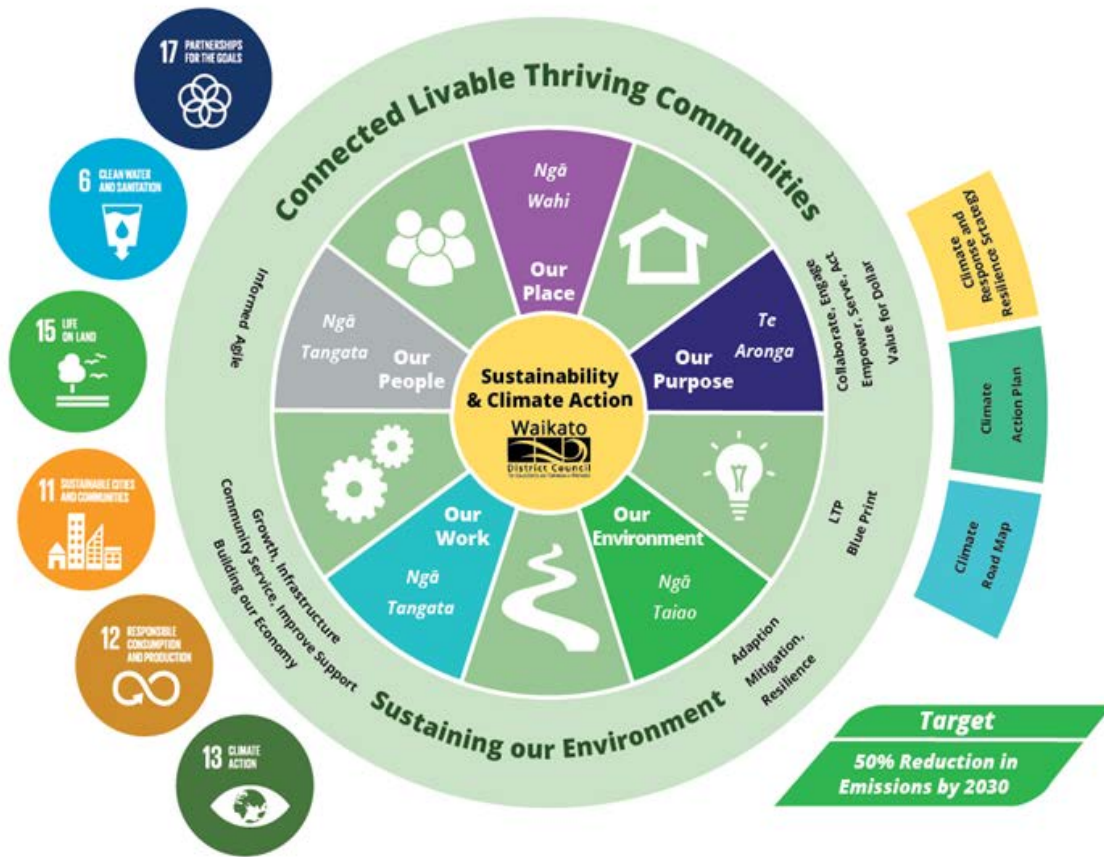 17 PARTNERSHIPS
FOR THE GOALS
6 CLEAN WATER
AND SANITATION
15 LIFE
ON LAND
11 SUSTAINABLE CITIES
AND COMMUNITIES
12 RESPONSIBLE
CONSUMPTION
AND PRODUCTION
13 CLIMATE
ACTION
Connected Livable Thriving Communities
Ngā
Wahi
Our
Place
Te
Aronga
Our
Purpose
Ngā
Tangata
Our
People
Sustainability
& Climate Action
Waikato
District Council
Our
Work
Ngā
Tangata
Our
Environment
Ngā
Taiao
Informed Agile
Collaborate, Engage
Empower, Serve, Act
Value for Dollar
LTP
Blue Print
Adaption
Mitigation,
Resilience
Growth, Infrastructure
Community Service, Improve Support
Building our Economy
Sustaining our Environment
Climate
Response and
Resilience Srtategy
Climate
Action Plan
Climate
Road Map
Target
50% Reduction in
Emissions by 2030